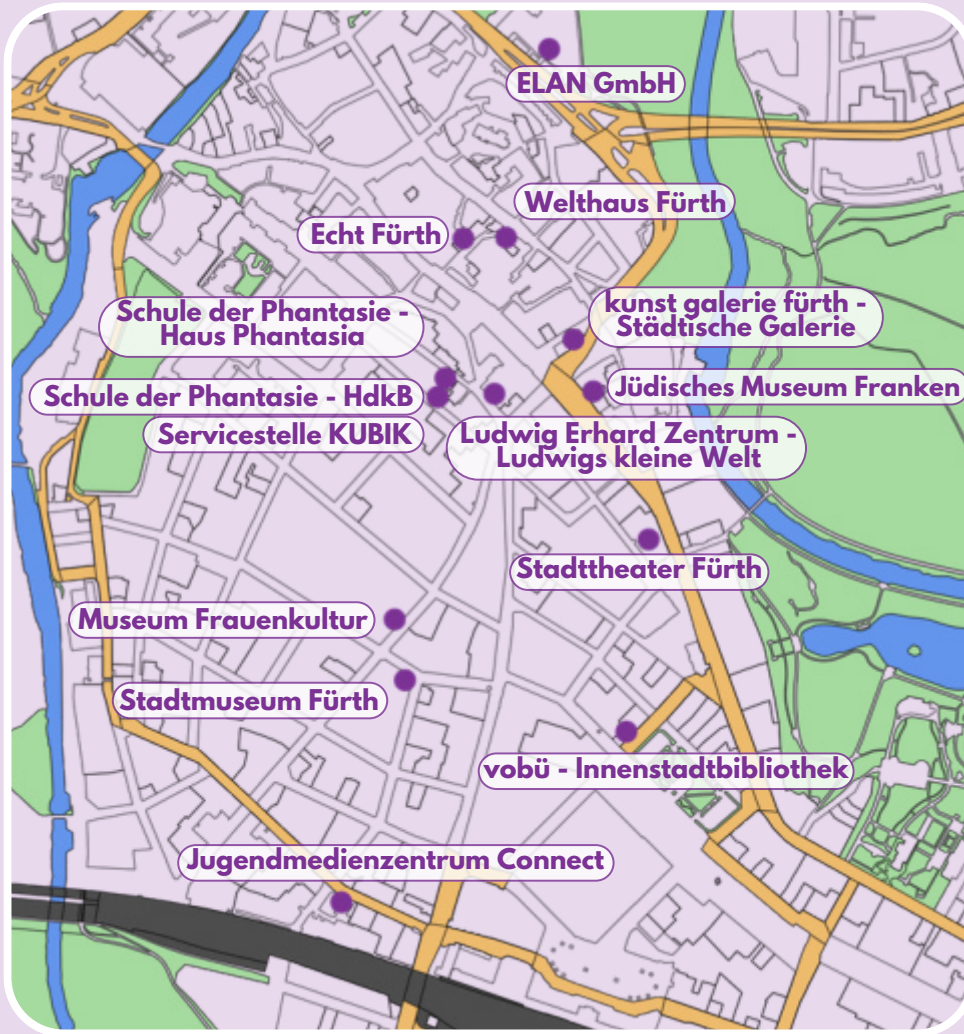 ELAN GmbH
Welthaus Fürth
Echt Fürth
Schule der Phantasie -
Haus Phantasia
kunst galerie fürth -
Städtische Galerie
Schule der Phantasie - HdkB
Jüdisches Museum Franken
Servicestelle KUBIK
Ludwig Erhard Zentrum -
Ludwigs kleine Welt
Stadttheater Fürth
Museum Frauenkultur
Stadtmuseum Fürth
vobü - Innenstadtbibliothek
Jugendmedienzentrum Connect